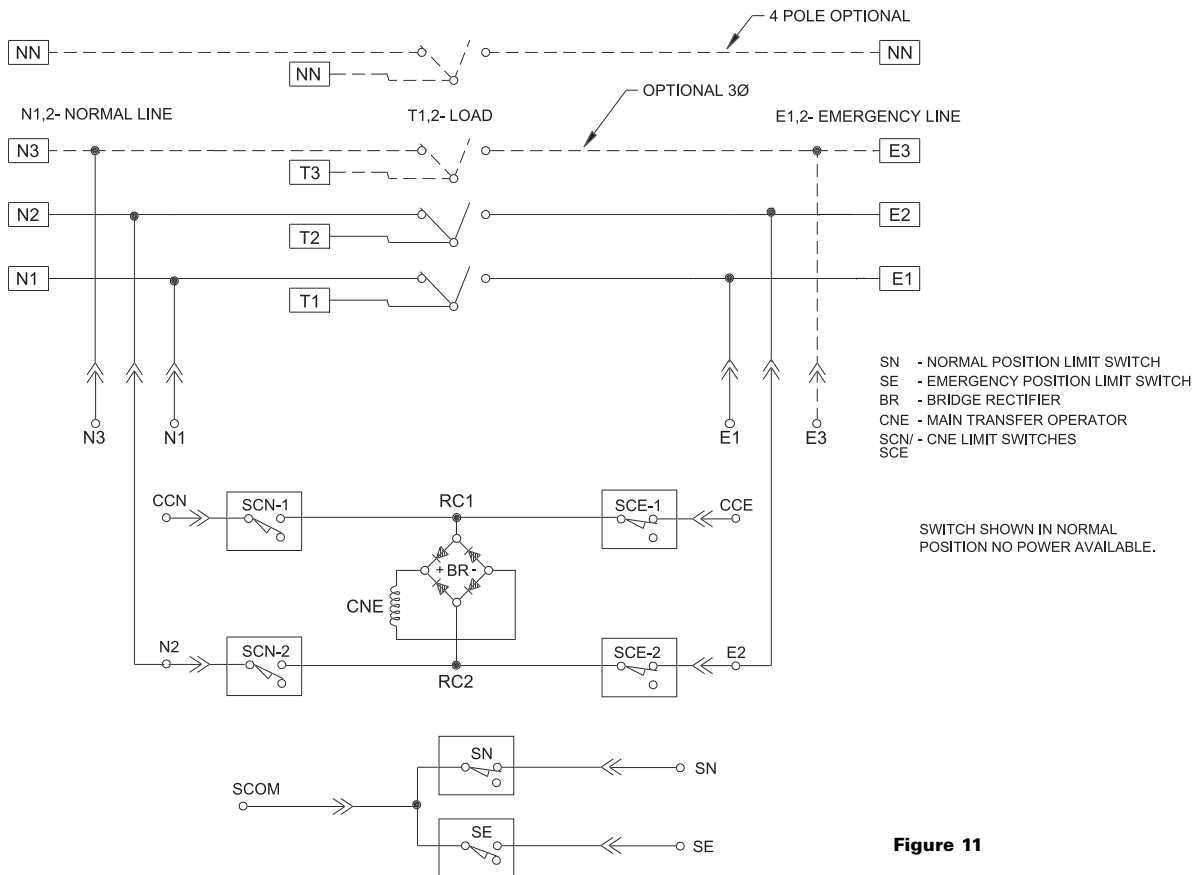 4 POLE OPTIONAL
NN
NN
NN
OPTIONAL 3Ø
N1,2- NORMAL LINE
T1,2- LOAD
E1,2- EMERGENCY LINE
N3
E3
T3
N2
E2
T2
N1
E1
T1
SN - NORMAL POSITION LIMIT SWITCH
SE - EMERGENCY POSITION LIMIT SWITCH
BR - BRIDGE RECTIFIER
CNE - MAIN TRANSFER OPERATOR
SCN/ - CNE LIMIT SWITCHES
SCE
N3
N1
E1
E3
CCN
SCN-1
RC1
SCE-1
CCE
SWITCH SHOWN IN NORMAL
POSITION NO POWER AVAILABLE.
+ BR -
CNE
N2
SCN-2
RC2
SCE-2
E2
SN
SN
SCOM
SE
SE
Figure 11